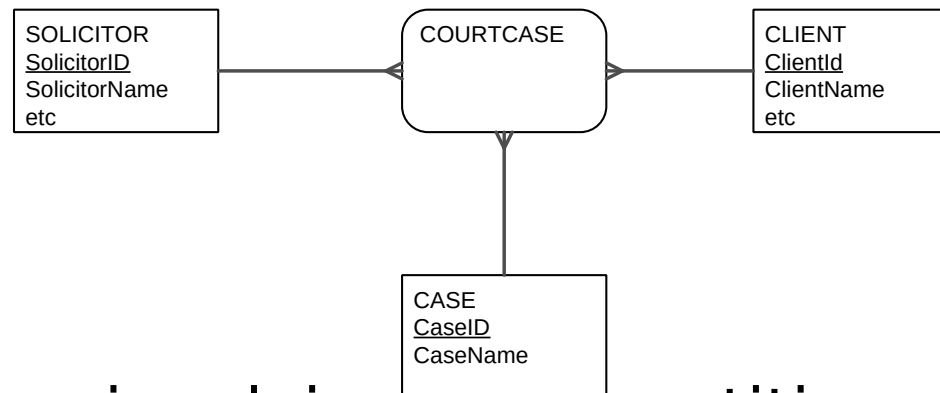 SOLICITOR
SolicitorID
SolicitorName
etc
COURTCASE
CLIENT
ClientId
ClientName
etc
CASE
CaseID
CaseName